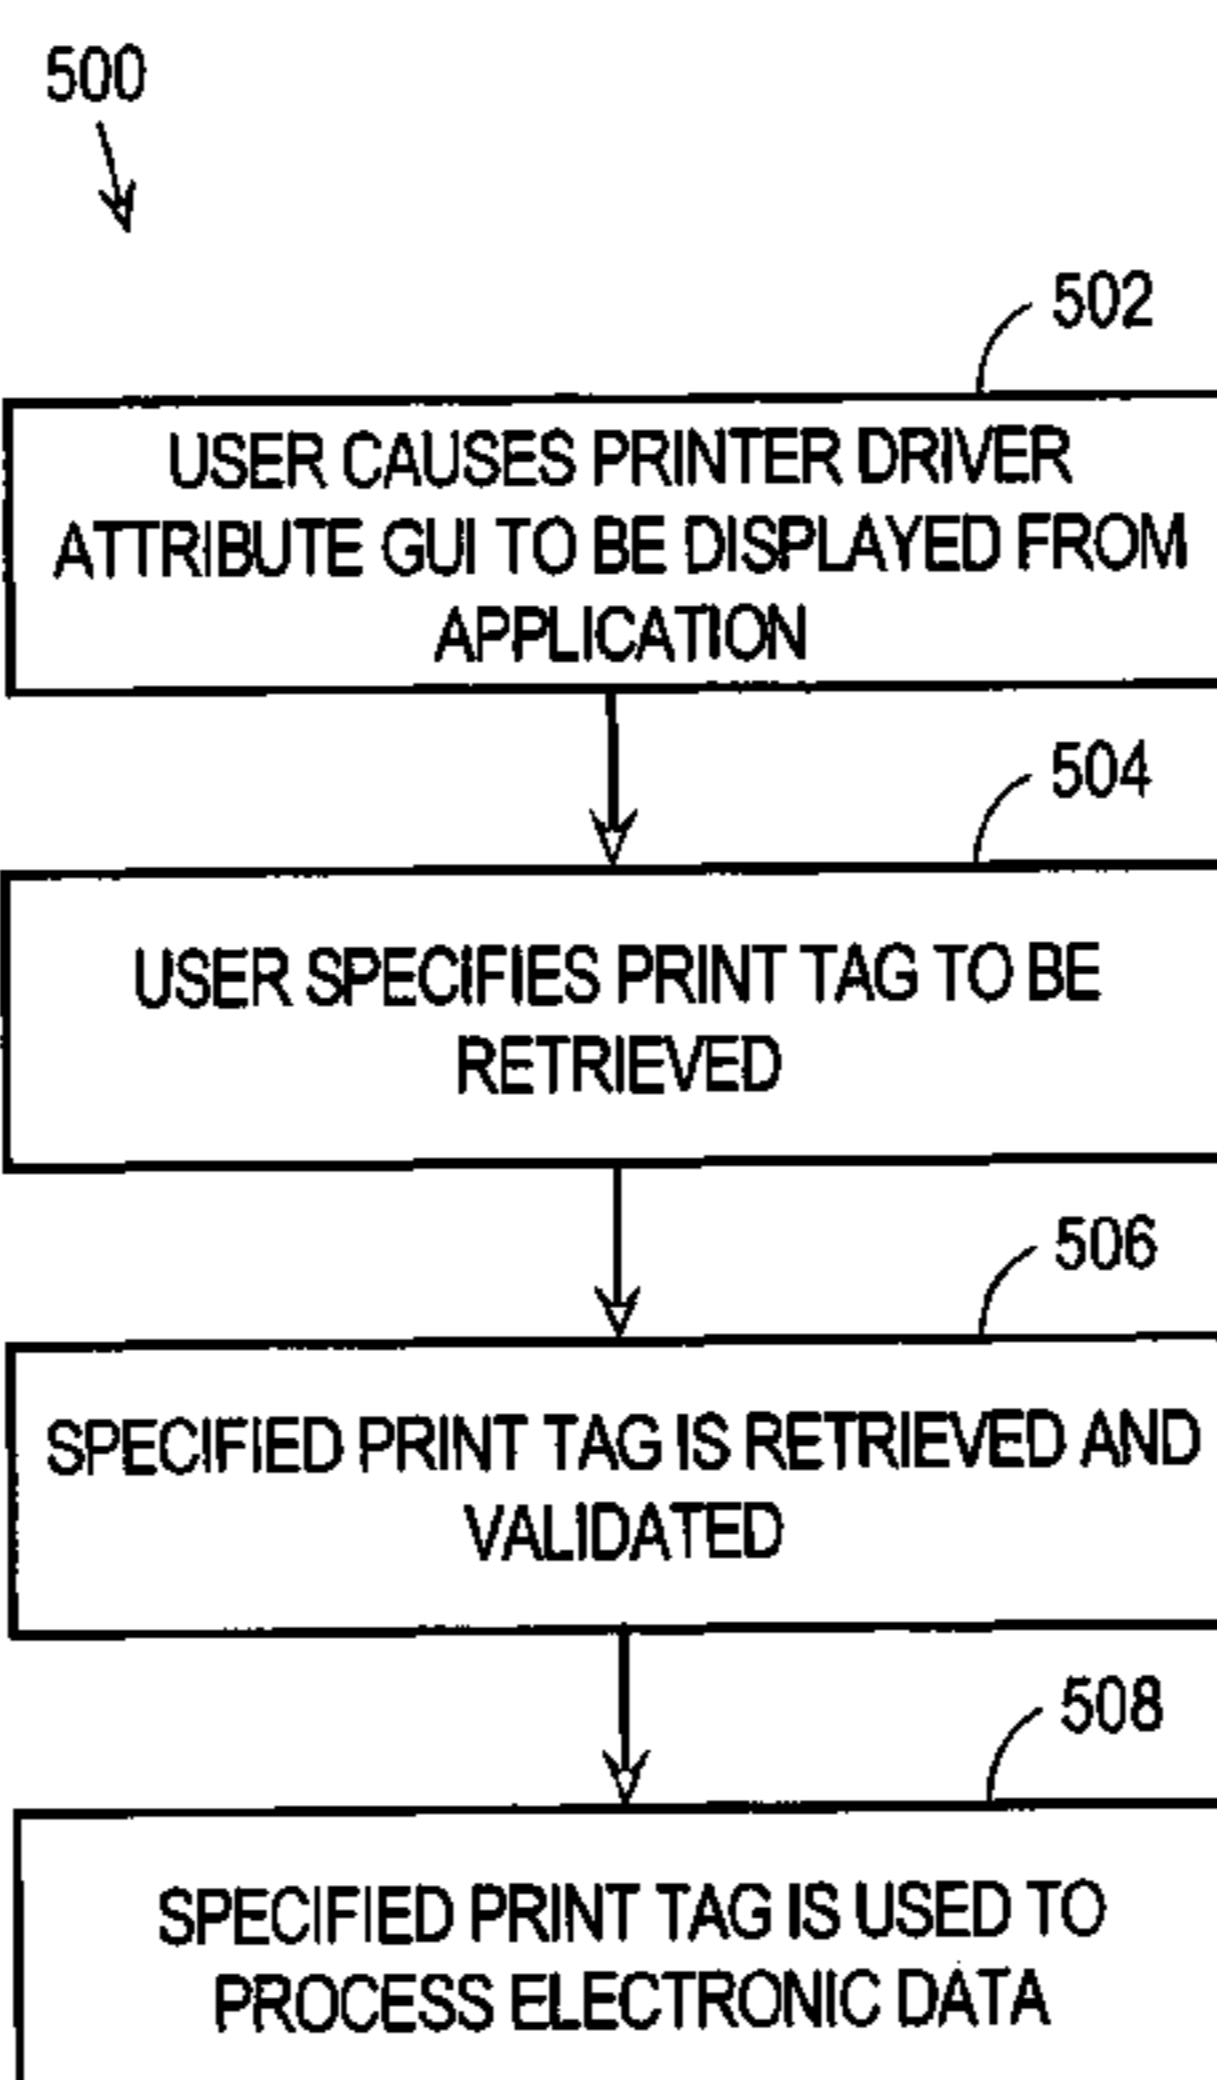 500
502
USER CAUSES PRINTER DRIVER
ATTRIBUTE GUI TO BE DISPLAYED FROM
APPLICATION
504
USER SPECIFIES PRINT TAG TO BE
RETRIEVED
506
SPECIFIED PRINT TAG IS RETRIEVED AND
VALIDATED
508
SPECIFIED PRINT TAG IS USED TO
PROCESS ELECTRONIC DATA